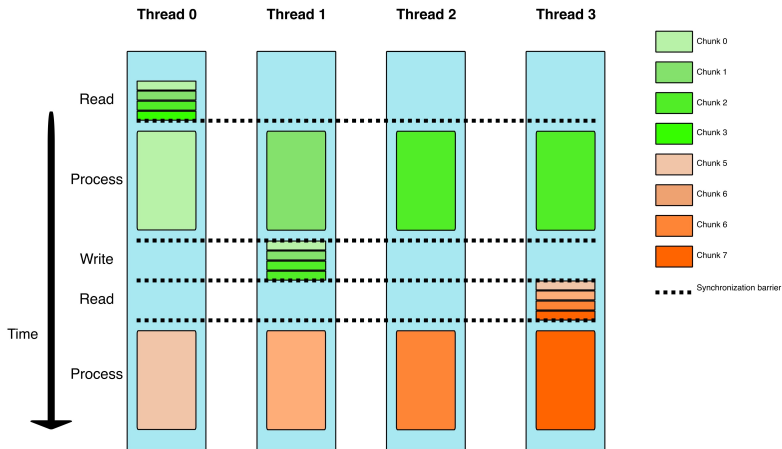 Thread 0
Thread 1
Thread 2
Thread 3
Read
Process
Write
Read
Time
Process
Chunk 0
Chunk 1
Chunk 2
Chunk 3
Chunk 5
Chunk 6
Chunk 6
Chunk 7
Synchronization barrier